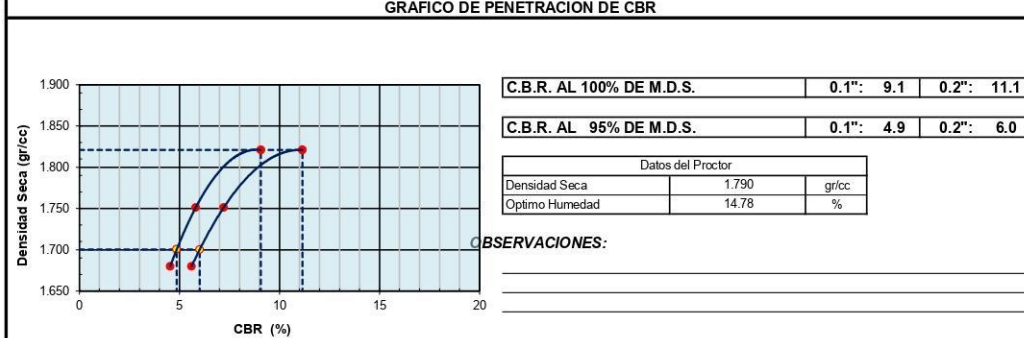 GRAFICO DE PENETRACION DE CBR
1.900
1.850
1.800
1.750
1.700
1.650
0 5 10 15 20
Densidad Seca (gr/cc)
CBR (%)
C.B.R. AL 100% DE M.D.S. 0.1": 9.1 0.2": 11.1
C.B.R. AL 95% DE M.D.S. 0.1": 4.9 0.2": 6.0
Datos del Proctor
Densidad Seca 1.790 gr/cc
Optimo Humedad 14.78 %
OBSERVACIONES: